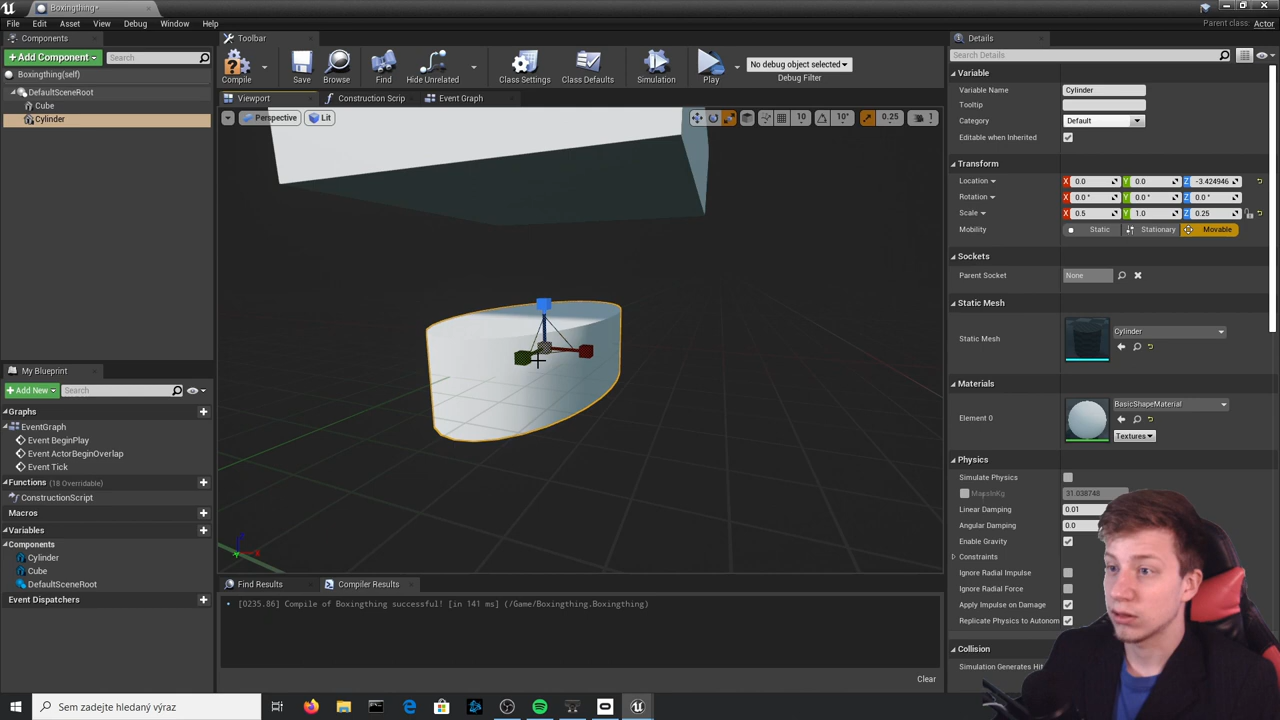 Boxingthing*
File Edit Asset View Debug Window Help
Parent class: Actor
Components
Toolbar
Details
+ Add Component
Search
Boxingthing(self)
DefaultSceneRoot
Cube
Cylinder
Compile
Save
Browse
Find
Hide Unrelated
Class Settings
Class Defaults
Simulation
Play
No debug object selected
Debug Filter
Viewport
Construction Scrip
Event Graph
Perspective
Lit
10
10°
0.25
1
Search Details
Variable
Variable Name Cylinder
Tooltip
Category Default
Editable when Inherited
Transform
Location X 0.0 Y 0.0 Z -3.424946
Rotation X 0.0 ° Y 0.0 ° Z 0.0 °
Scale X 0.5 Y 1.0 Z 0.25
Mobility Static Stationary Movable
Sockets
Parent Socket None
Static Mesh
Static Mesh Cylinder
Materials
Element 0 BasicShapeMaterial
Textures
Physics
Simulate Physics
31.038748
Linear Damping 0.01
Angular Damping 0.0
Enable Gravity
Constraints
Ignore Radial Impulse
Ignore Radial Force
Apply Impulse on Damage
Replicate Physics to Autonom
Collision
Simulation Generates Hit
My Blueprint
+ Add New
Search
Graphs
EventGraph
Event BeginPlay
Event ActorBeginOverlap
Event Tick
Functions (18 Overridable)
ConstructionScript
Macros
Variables
Components
Cylinder
Cube
DefaultSceneRoot
Event Dispatchers
Find Results
Compiler Results
[0235.86] Compile of Boxingthing successful! [in 141 ms] (/Game/Boxingthing.Boxingthing)
Clear
Sem zadejte hledaný výraz